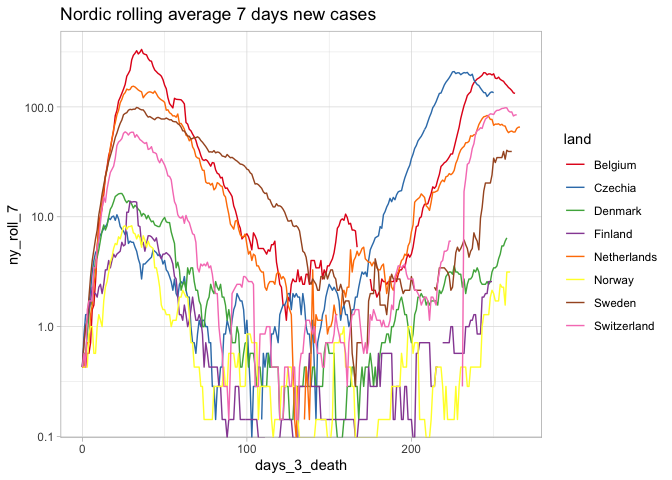 Nordic rolling average 7 days new cases
ny_roll_7
100.0
10.0
1.0
0.1
0
100
200
days_3_death
land
Belgium
Czechia
Denmark
Finland
Netherlands
Norway
Sweden
Switzerland